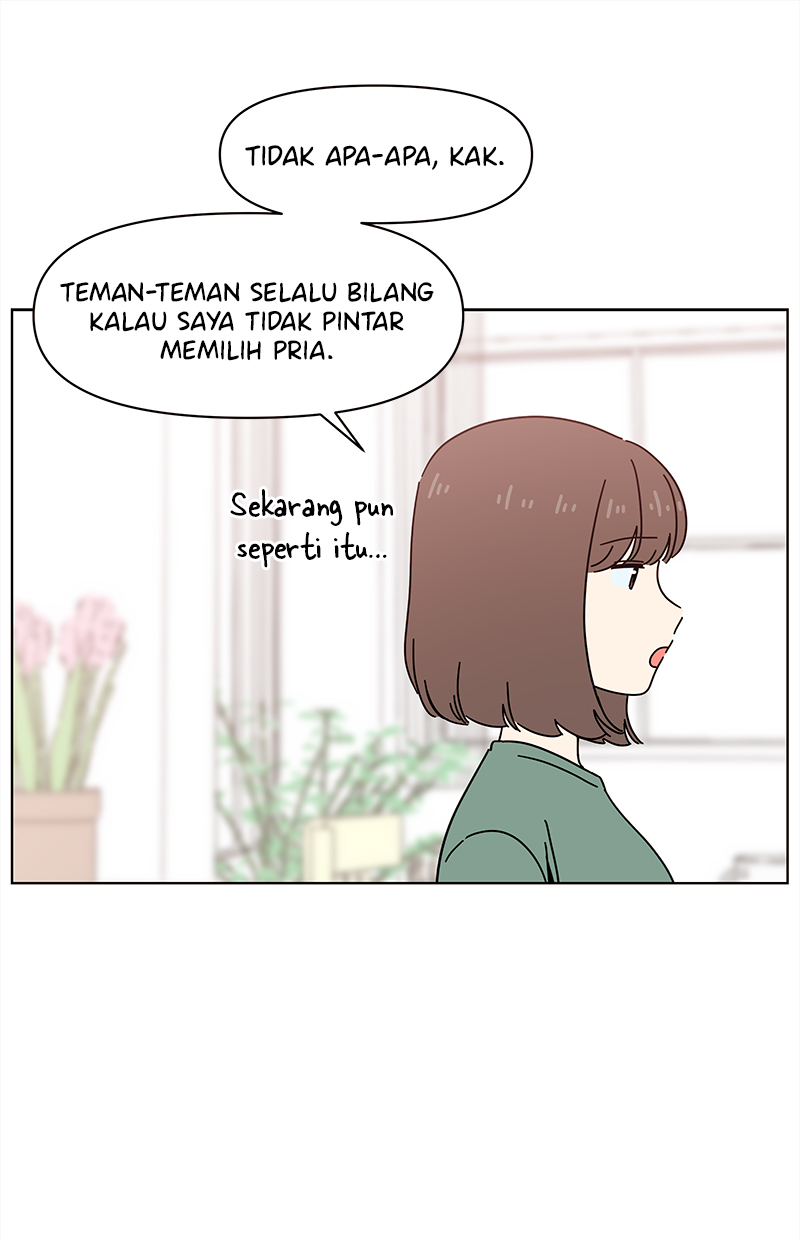 TIDAK APA-APA, KAK.
TEMAN-TEMAN SELALU BILANG
KALAU SAYA TIDAK PINTAR
MEMILIH PRIA.
Sekarang pun
seperti itu...